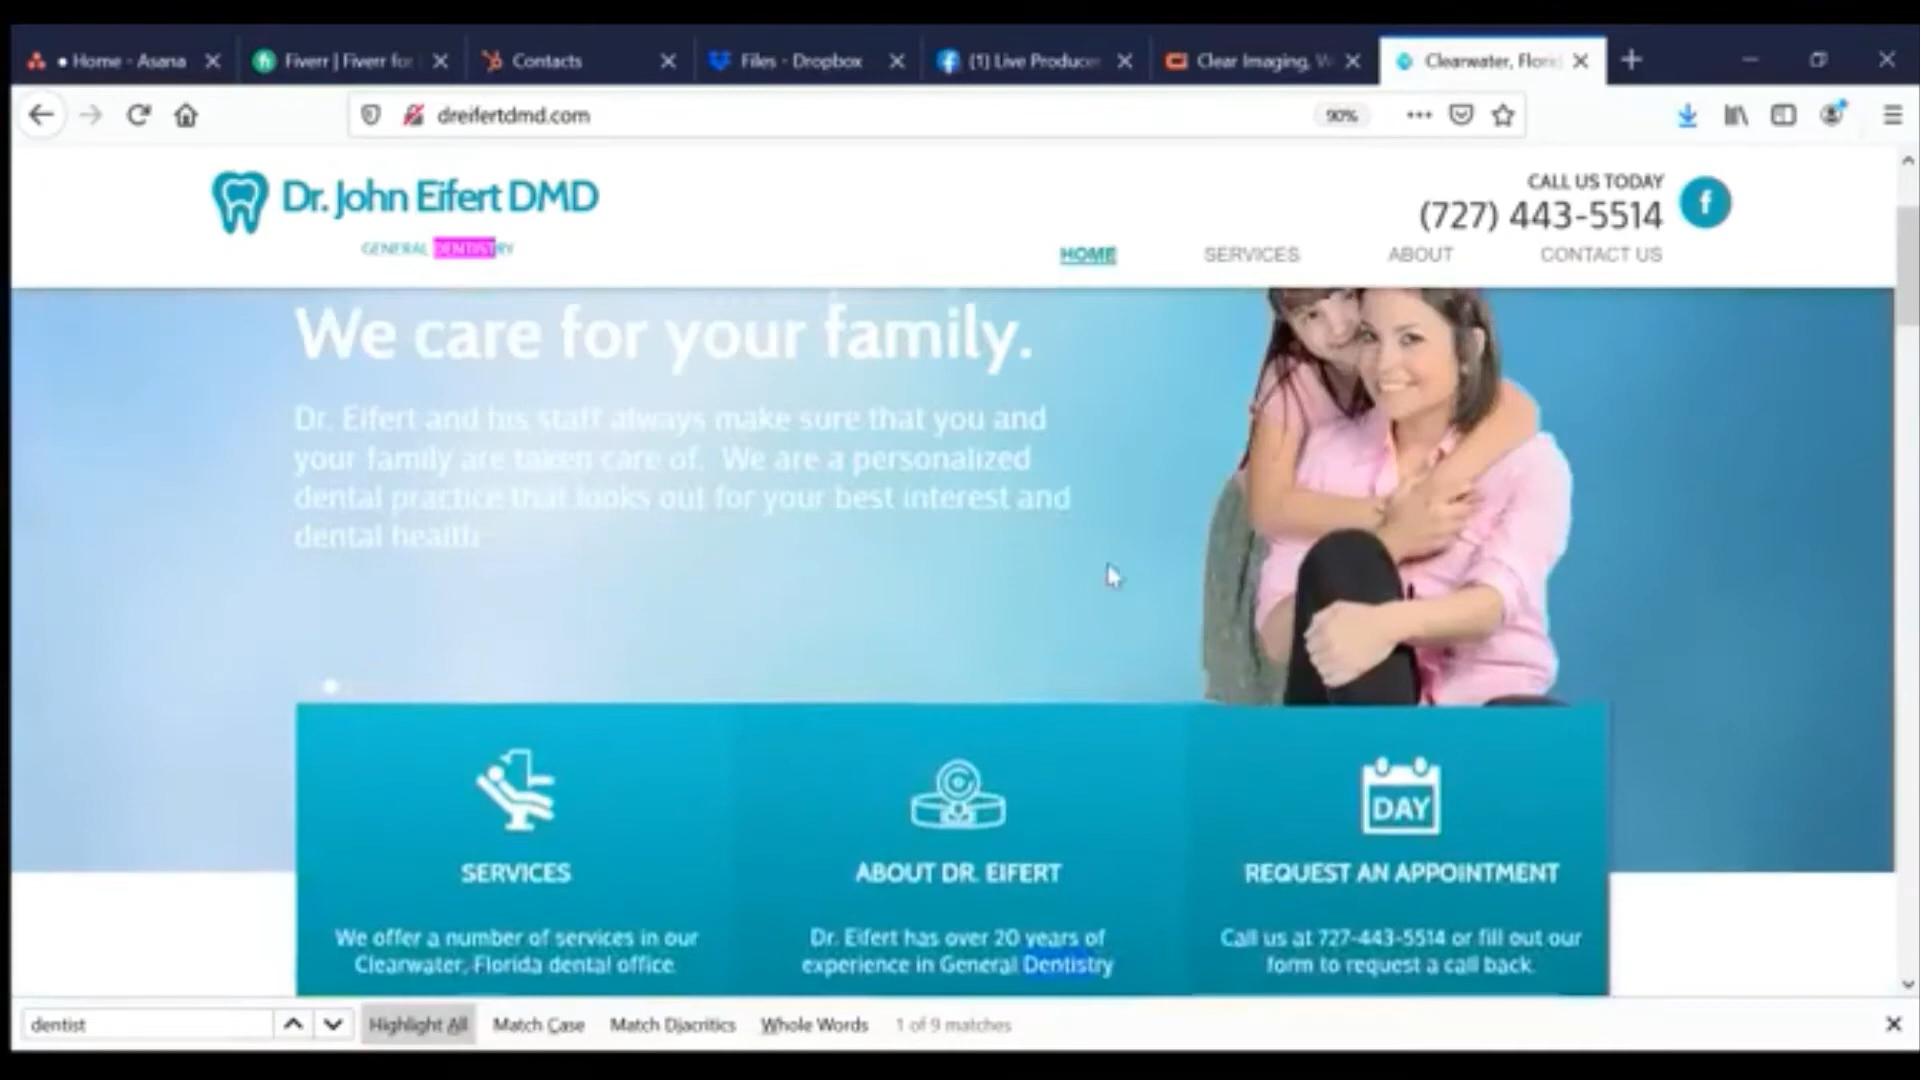 Home - Asana
Fiverr | Fiverr for
Contacts
Files - Dropbox
(1) Live Producer
Clear Imaging, W
Clearwater, Flori
dreifertdmd.com
90%
Dr. John Eifert DMD
GENERAL DENTISTRY
CALL US TODAY
(727) 443-5514
f
HOME
SERVICES
ABOUT
CONTACT US
We care for your family.
Dr. Eifert and his staff always make sure that you and
your family are taken care of. We are a personalized
dental practice that looks out for your best interest and
dental health
DAY
SERVICES
ABOUT DR. EIFERT
REQUEST AN APPOINTMENT
We offer a number of services in our
Clearwater, Florida dental office.
Dr. Eifert has over 20 years of
experience in General Dentistry
Call us at 727-443-5514 or fill out our
form to request a call back.
dentist
Highlight All
Match Case
Match Diacritics
Whole Words
1 of 9 matches